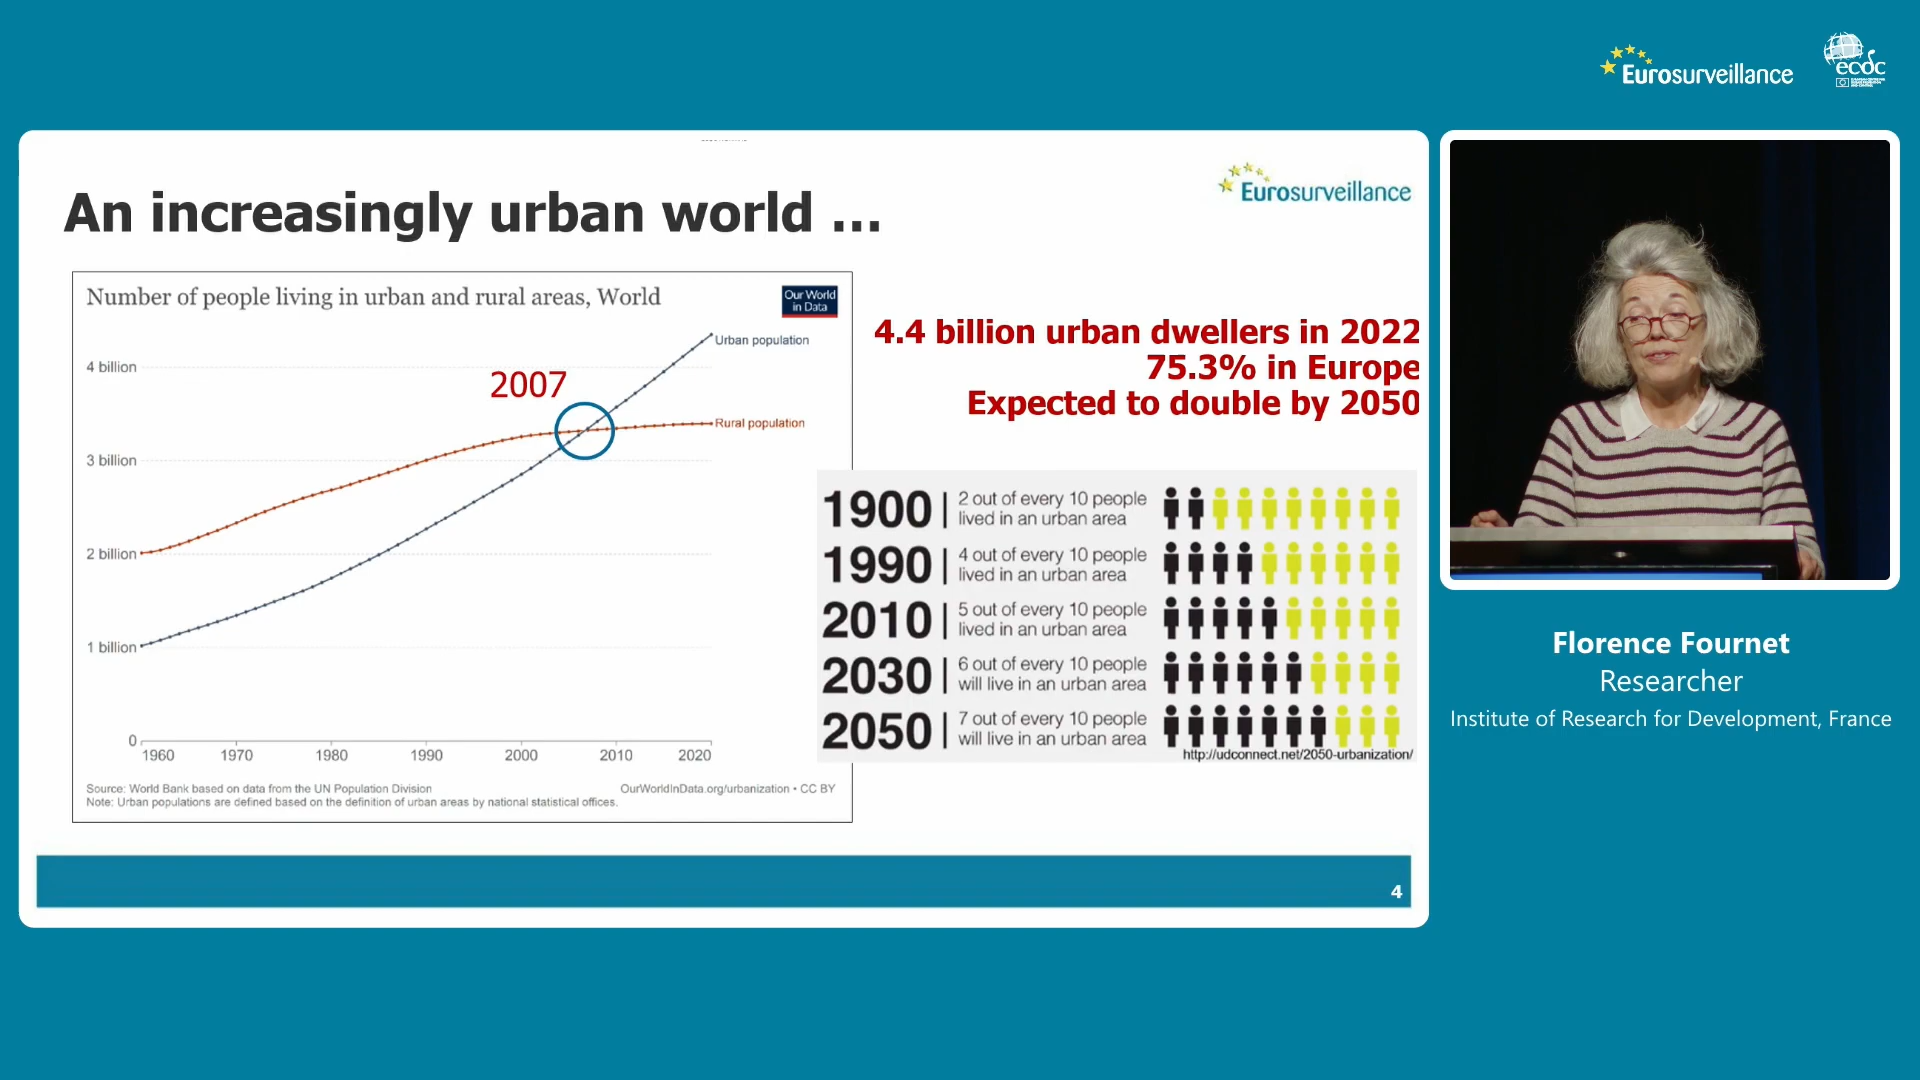 Eurosurveillance
ecdc
An increasingly urban world ...
Eurosurveillance
Number of people living in urban and rural areas, World
Our World
in Data
Urban population
4 billion
2007
Rural population
3 billion
2 billion
1 billion
0
1960 1970 1980 1990 2000 2010 2020
Source: World Bank based on data from the UN Population Division
OurWorldInData.org/urbanization • CC BY
Note: Urban populations are defined based on the definition of urban areas by national statistical offices.
4.4 billion urban dwellers in 2022
75.3% in Europe
Expected to double by 2050
1900 | 2 out of every 10 people
lived in an urban area
1990 | 4 out of every 10 people
lived in an urban area
2010 | 5 out of every 10 people
lived in an urban area
2030 | 6 out of every 10 people
will live in an urban area
2050 | 7 out of every 10 people
will live in an urban area
http://udconnect.net/2050-urbanization/
4
Florence Fournet
Researcher
Institute of Research for Development, France